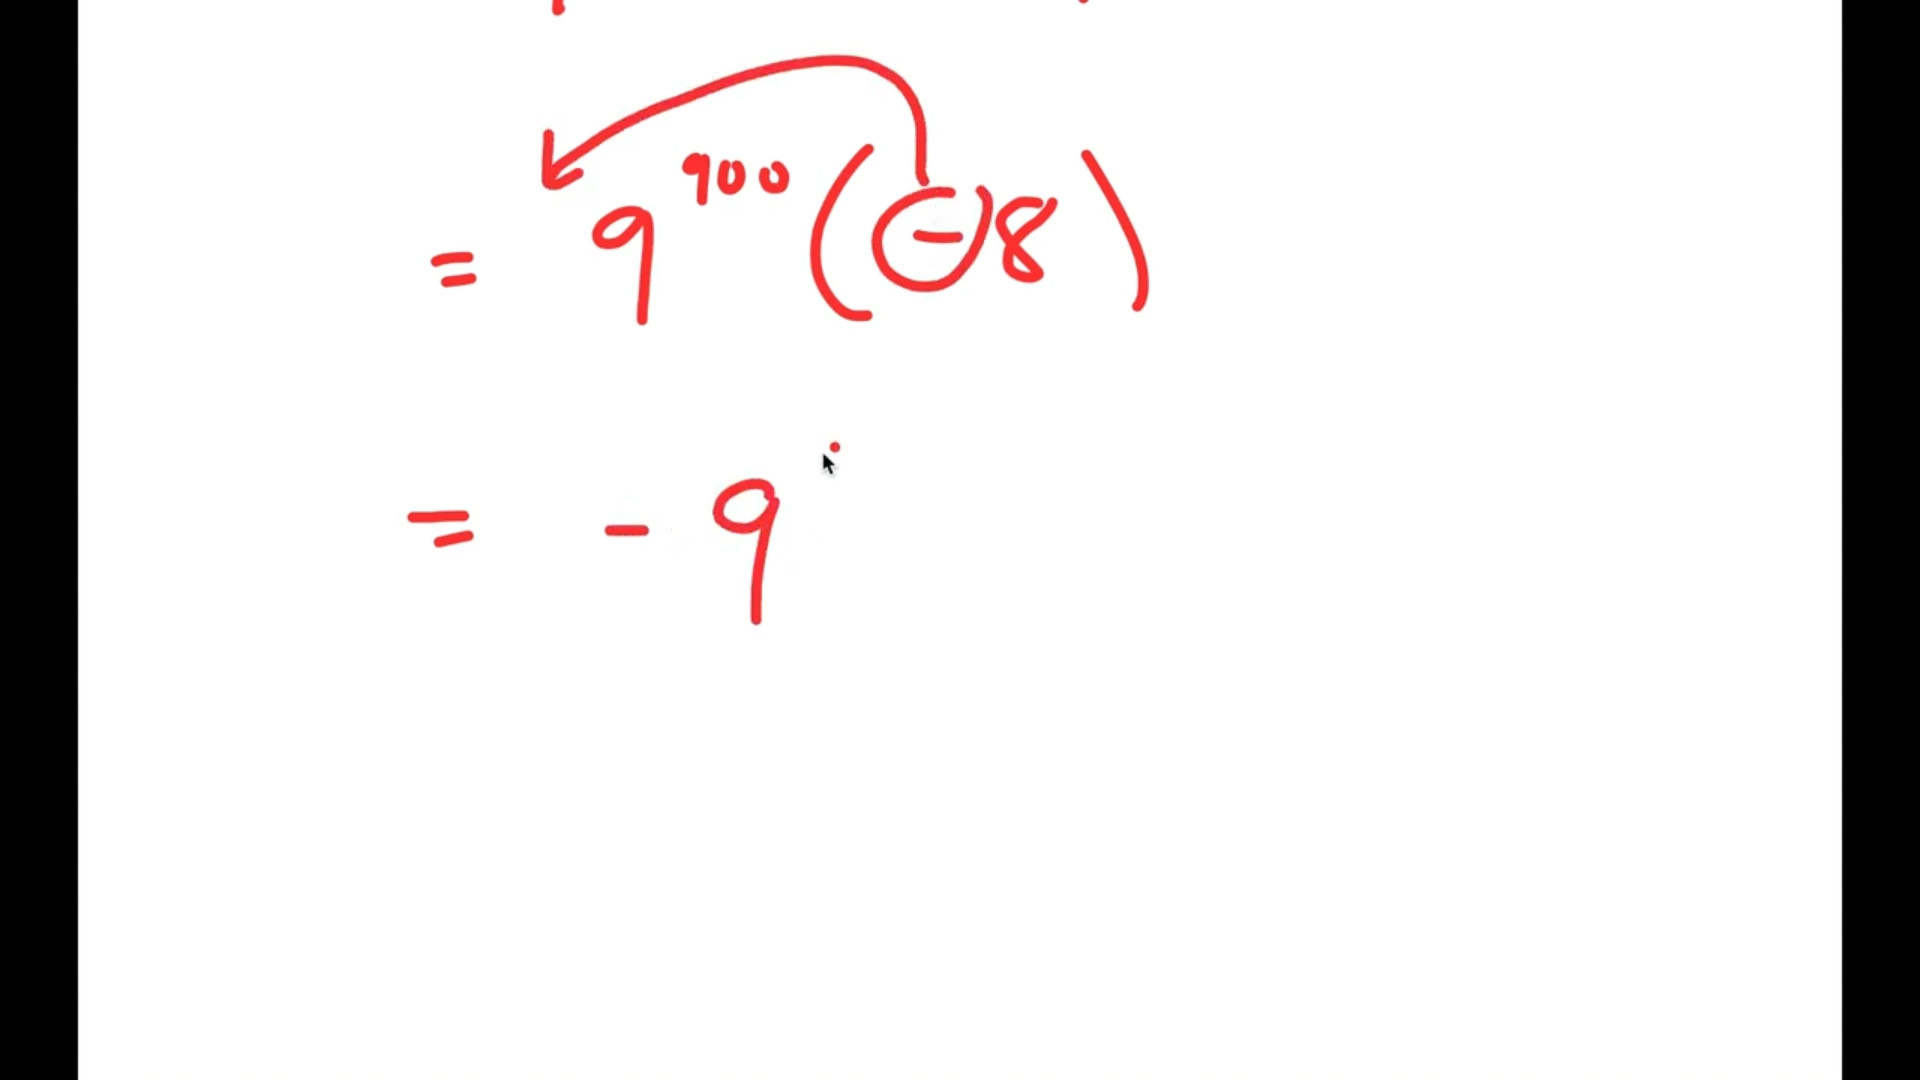 = 9^900 (-8)
= - 9